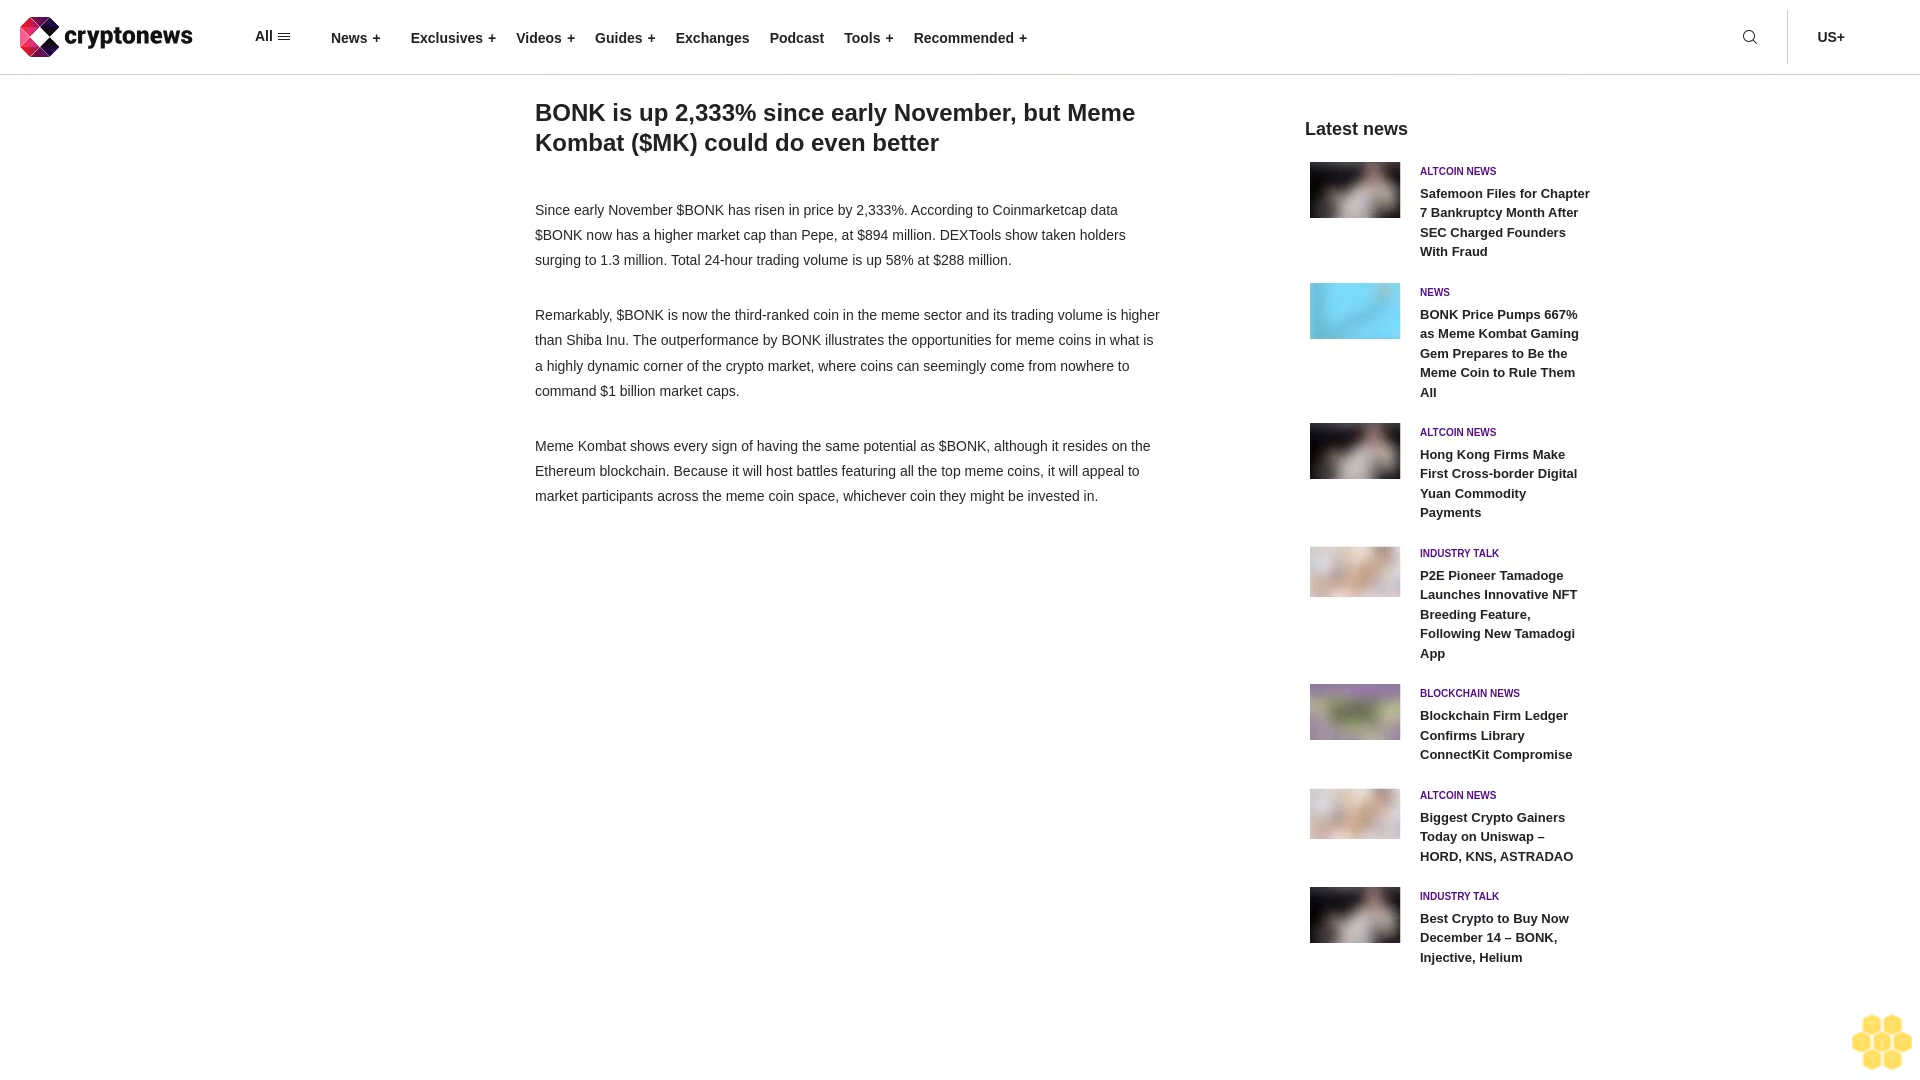 cryptonews
All
News +
Exclusives +
Videos +
Guides +
Exchanges
Podcast
Tools +
Recommended +
US+
BONK is up 2,333% since early November, but Meme
Kombat ($MK) could do even better
Since early November $BONK has risen in price by 2,333%. According to Coinmarketcap data
$BONK now has a higher market cap than Pepe, at $894 million. DEXTools show taken holders
surging to 1.3 million. Total 24-hour trading volume is up 58% at $288 million.
Remarkably, $BONK is now the third-ranked coin in the meme sector and its trading volume is higher
than Shiba Inu. The outperformance by BONK illustrates the opportunities for meme coins in what is
a highly dynamic corner of the crypto market, where coins can seemingly come from nowhere to
command $1 billion market caps.
Meme Kombat shows every sign of having the same potential as $BONK, although it resides on the
Ethereum blockchain. Because it will host battles featuring all the top meme coins, it will appeal to
market participants across the meme coin space, whichever coin they might be invested in.
Latest news
ALTCOIN NEWS
Safemoon Files for Chapter
7 Bankruptcy Month After
SEC Charged Founders
With Fraud
NEWS
BONK Price Pumps 667%
as Meme Kombat Gaming
Gem Prepares to Be the
Meme Coin to Rule Them
All
ALTCOIN NEWS
Hong Kong Firms Make
First Cross-border Digital
Yuan Commodity
Payments
INDUSTRY TALK
P2E Pioneer Tamadoge
Launches Innovative NFT
Breeding Feature,
Following New Tamadogi
App
BLOCKCHAIN NEWS
Blockchain Firm Ledger
Confirms Library
ConnectKit Compromise
ALTCOIN NEWS
Biggest Crypto Gainers
Today on Uniswap –
HORD, KNS, ASTRADAO
INDUSTRY TALK
Best Crypto to Buy Now
December 14 – BONK,
Injective, Helium